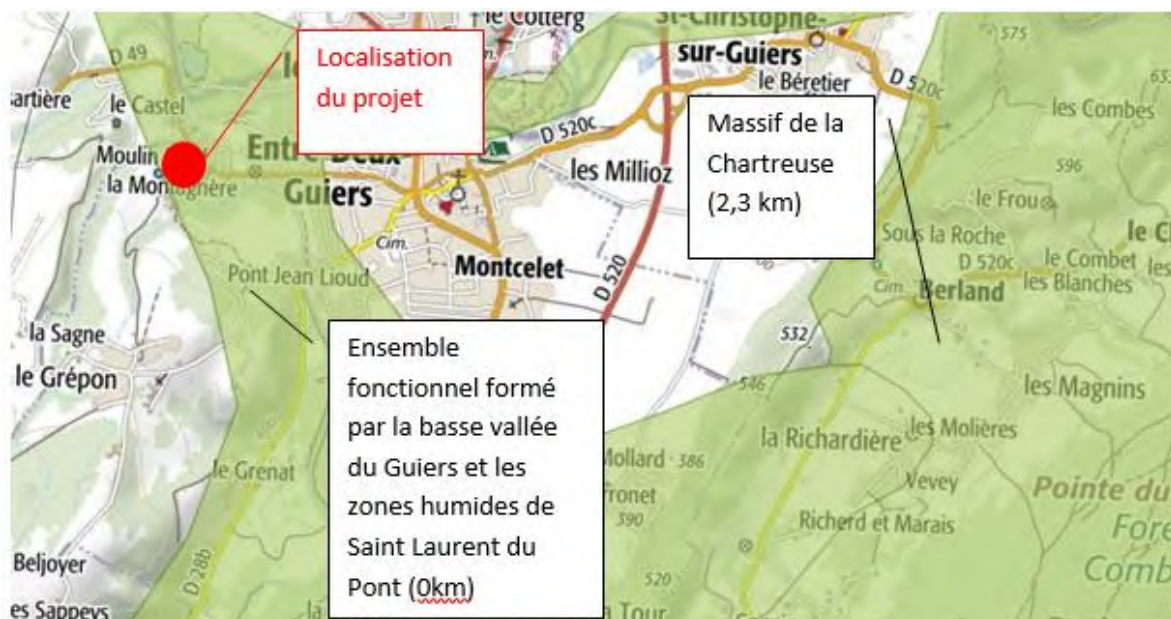 le Cotterg
St-Christophe-
sur-Guiers
575
D 49
Localisation
du projet
le Béretier
D 520c
les Combes
le Castel
D 520c
Massif de la
Chartreuse
(2,3 km)
Moulin
Entre-Deux
Guiers
les Millioz
596
le Frou
Cim.
Sous la Roche
D 520c
le Combet
les Blanches
Pont Jean Lioud
Montcelet
D 520
Cim.
Berland
la Sagne
le Grépon
532
Ensemble
fonctionnel formé
par la basse vallée
du Guiers et les
zones humides de
Saint Laurent du
Pont (0km)
546
les Magnins
la Richardière
les Molières
le Grenat
Mollard
386
390
Vevey
Pointe du
Richerd et Marais
Beljoyer
D 28b
520
es Sappeys
la Tour